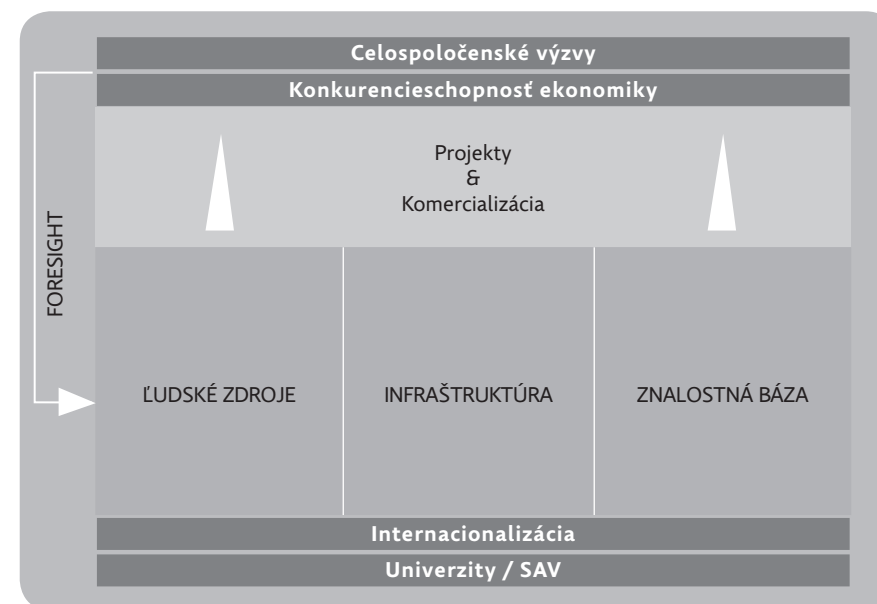 Celospoločenské výzvy
Konkurencieschopnosť ekonomiky
Projekty
&
Komercializácia
FORESIGHT
ĽUDSKÉ ZDROJE
INFRAŠTRUKTÚRA
ZNALOSTNÁ BÁZA
Internacionalizácia
Univerzity / SAV